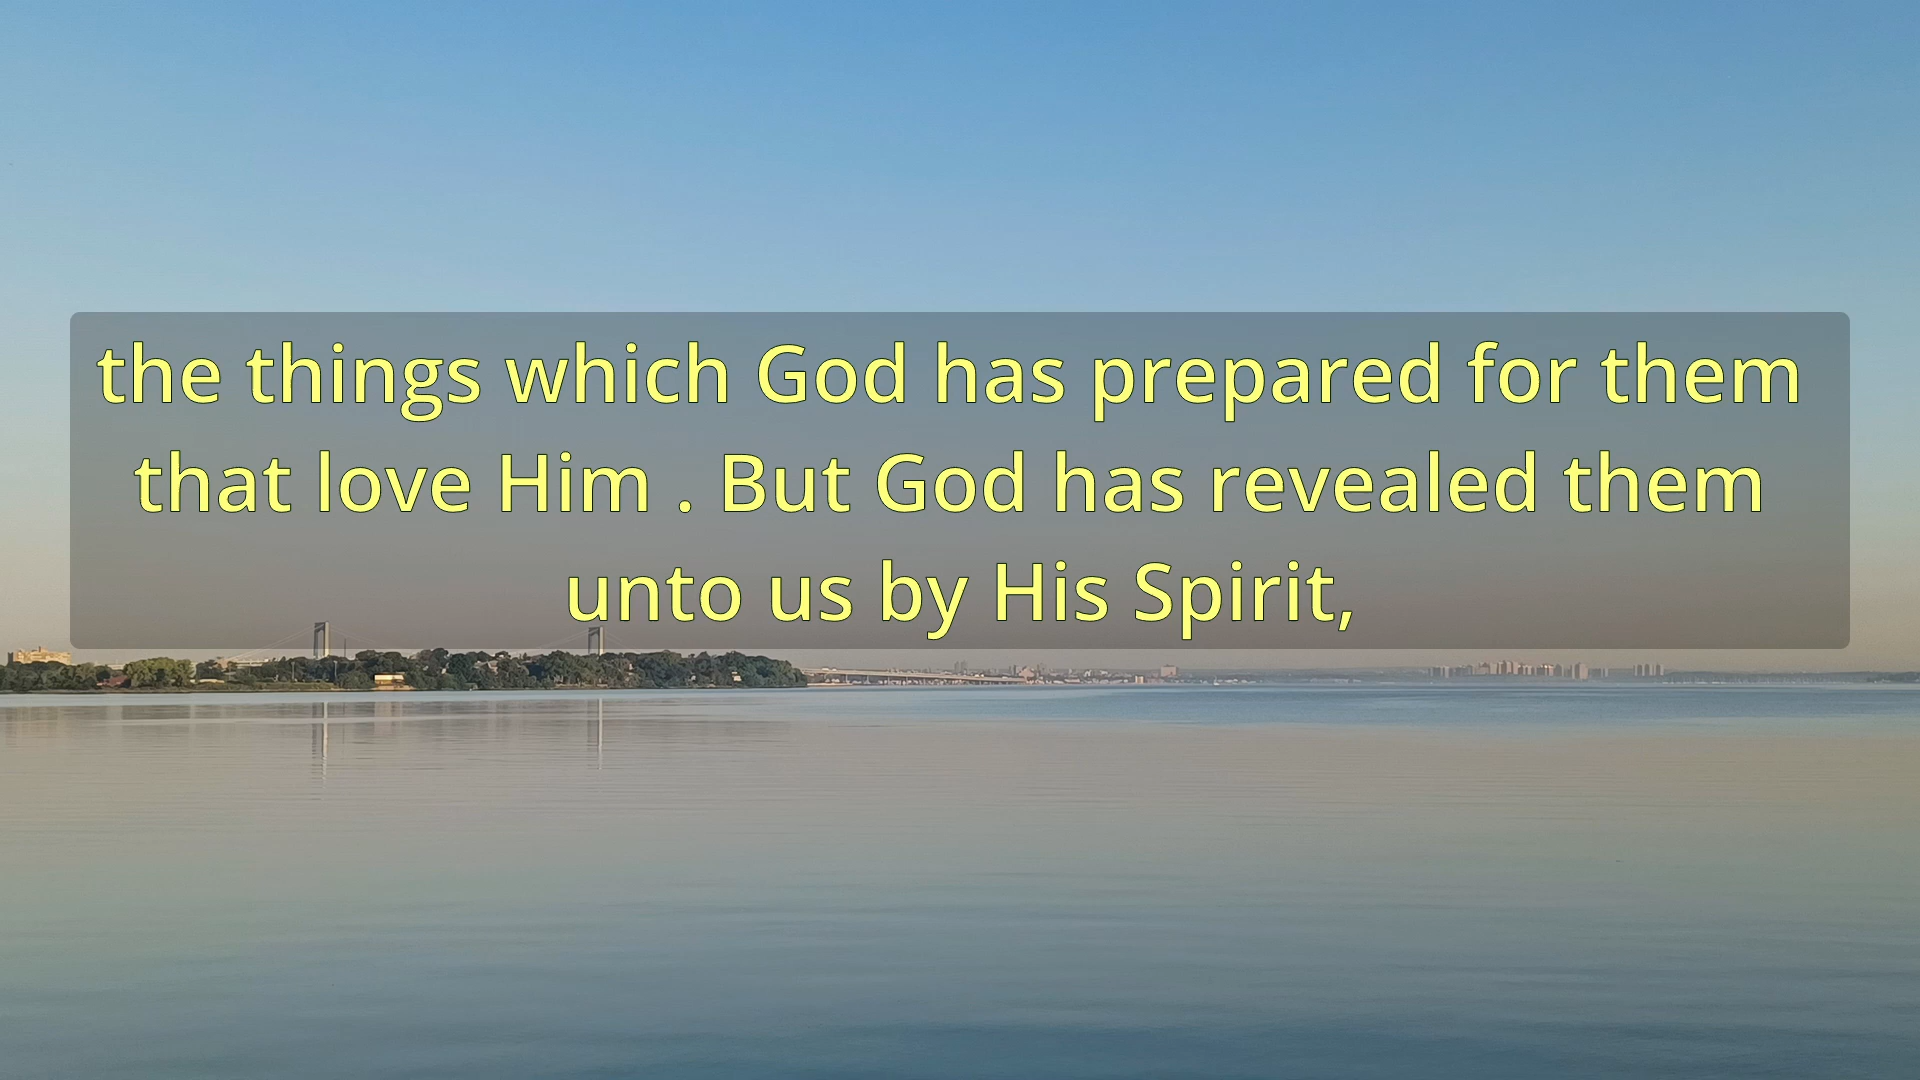 the things which God has prepared for them
that love Him . But God has revealed them
unto us by His Spirit,